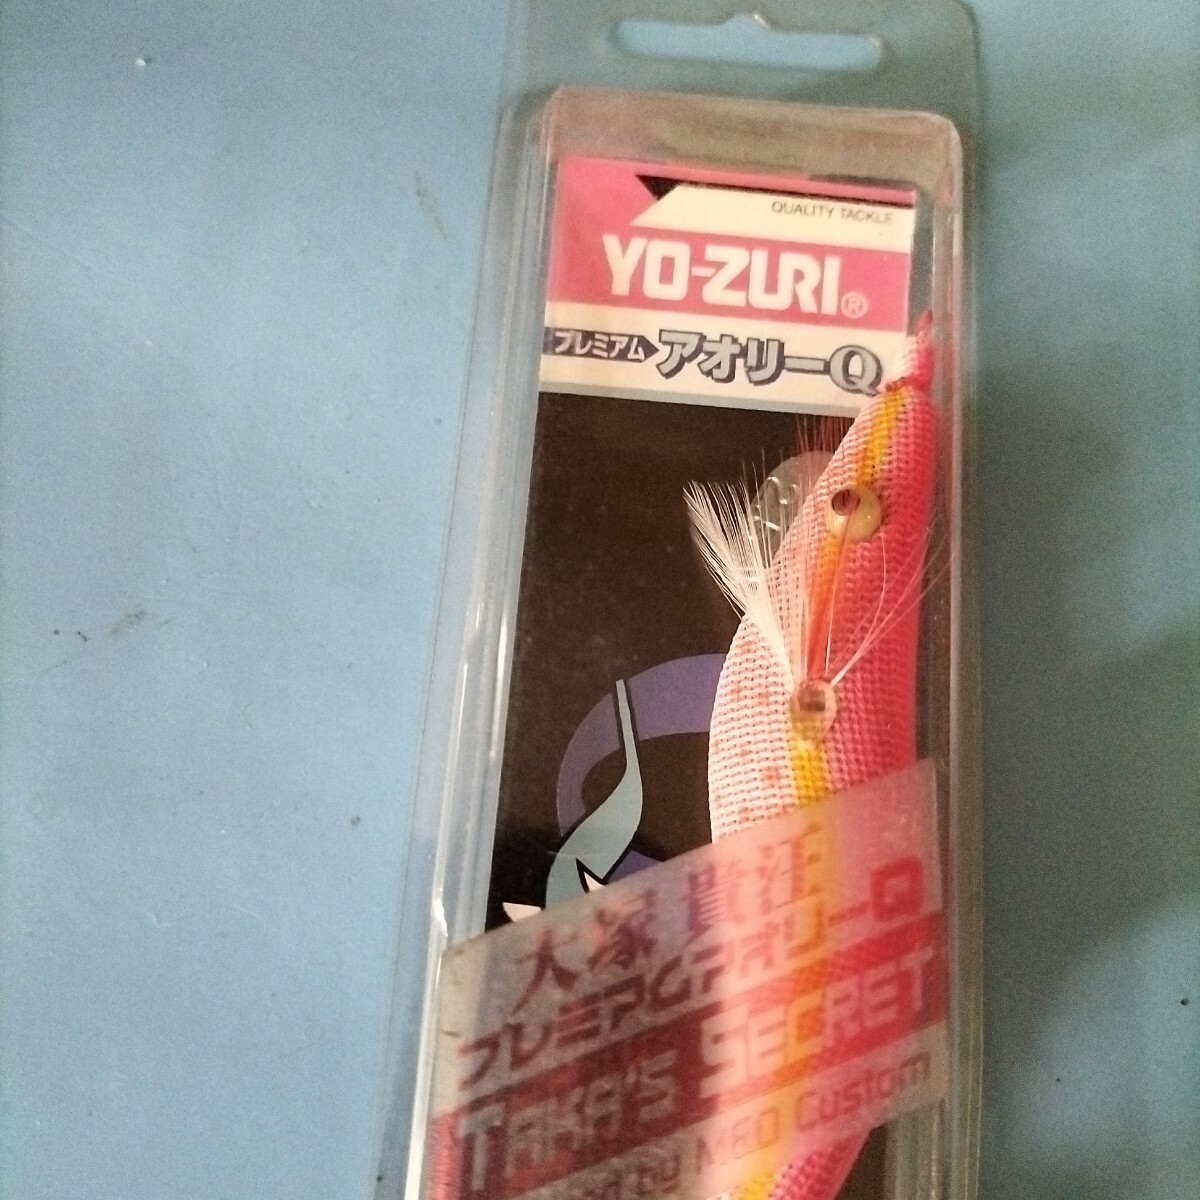 QUALITY TACKLE
YO-ZURI®
プレミアム アオリーQ
大塚 貴汪
プレミアムアオリーQ
TAKA'S SECRET
by M&O Custom